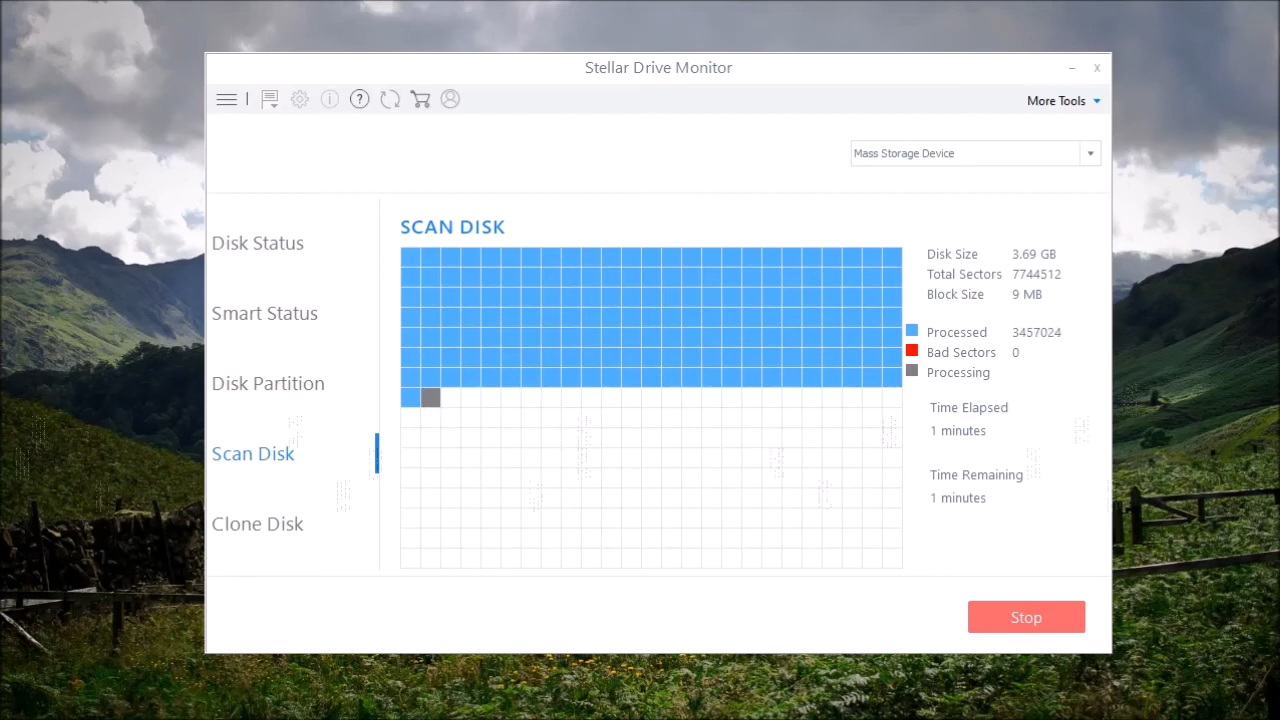 Stellar Drive Monitor
More Tools
Mass Storage Device
Disk Status
Smart Status
Disk Partition
Scan Disk
Clone Disk
SCAN DISK
Disk Size 3.69 GB
Total Sectors 7744512
Block Size 9 MB
Processed 3457024
Bad Sectors 0
Processing
Time Elapsed
1 minutes
Time Remaining
1 minutes
Stop